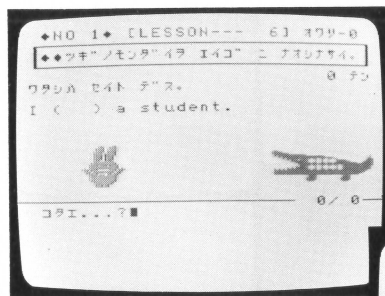 ◆NO 1◆ [LESSON--- 6] オワリ-0
◆◆ツギノモンダイヲ エイゴ ニ ナオシナサイ。
0 テン
ワタシハ セイト デス。
I (   ) a student.
0/ 0
コタエ...?